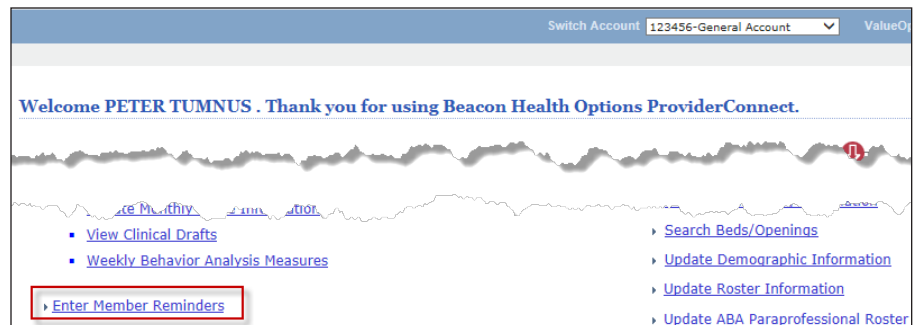 Switch Account 123456-General Account ValueOp
Welcome PETER TUMNUS . Thank you for using Beacon Health Options ProviderConnect.
View Clinical Drafts
Weekly Behavior Analysis Measures
Enter Member Reminders
Search Beds/Openings
Update Demographic Information
Update Roster Information
Update ABA Paraprofessional Roster